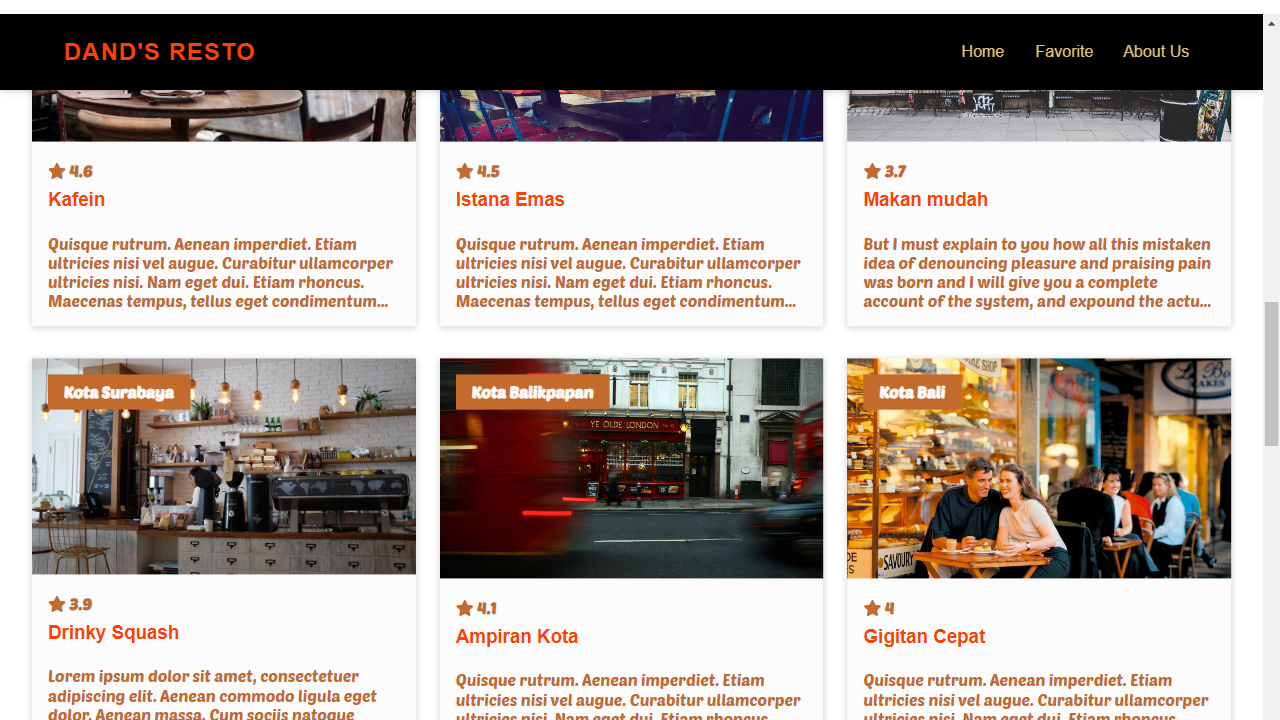 DAND'S RESTO
Home Favorite About Us
4.6
Kafein
Quisque rutrum. Aenean imperdiet. Etiam
ultricies nisi vel augue. Curabitur ullamcorper
ultricies nisi. Nam eget dui. Etiam rhoncus.
Maecenas tempus, tellus eget condimentum...
4.5
Istana Emas
Quisque rutrum. Aenean imperdiet. Etiam
ultricies nisi vel augue. Curabitur ullamcorper
ultricies nisi. Nam eget dui. Etiam rhoncus.
Maecenas tempus, tellus eget condimentum...
3.7
Makan mudah
But I must explain to you how all this mistaken
idea of denouncing pleasure and praising pain
was born and I will give you a complete
account of the system, and expound the actu...
Kota Surabaya
3.9
Drinky Squash
Lorem ipsum dolor sit amet, consectetuer
adipiscing elit. Aenean commodo ligula eget
dolor. Aenean massa. Cum sociis natoque
Kota Balikpapan
YE OLDE LONDON
4.1
Ampiran Kota
Quisque rutrum. Aenean imperdiet. Etiam
ultricies nisi vel augue. Curabitur ullamcorper
ultricies nisi. Nam eget dui. Etiam rhoncus.
Kota Bali
SAVOURY
4
Gigitan Cepat
Quisque rutrum. Aenean imperdiet. Etiam
ultricies nisi vel augue. Curabitur ullamcorper
ultricies nisi. Nam eget dui. Etiam rhoncus.